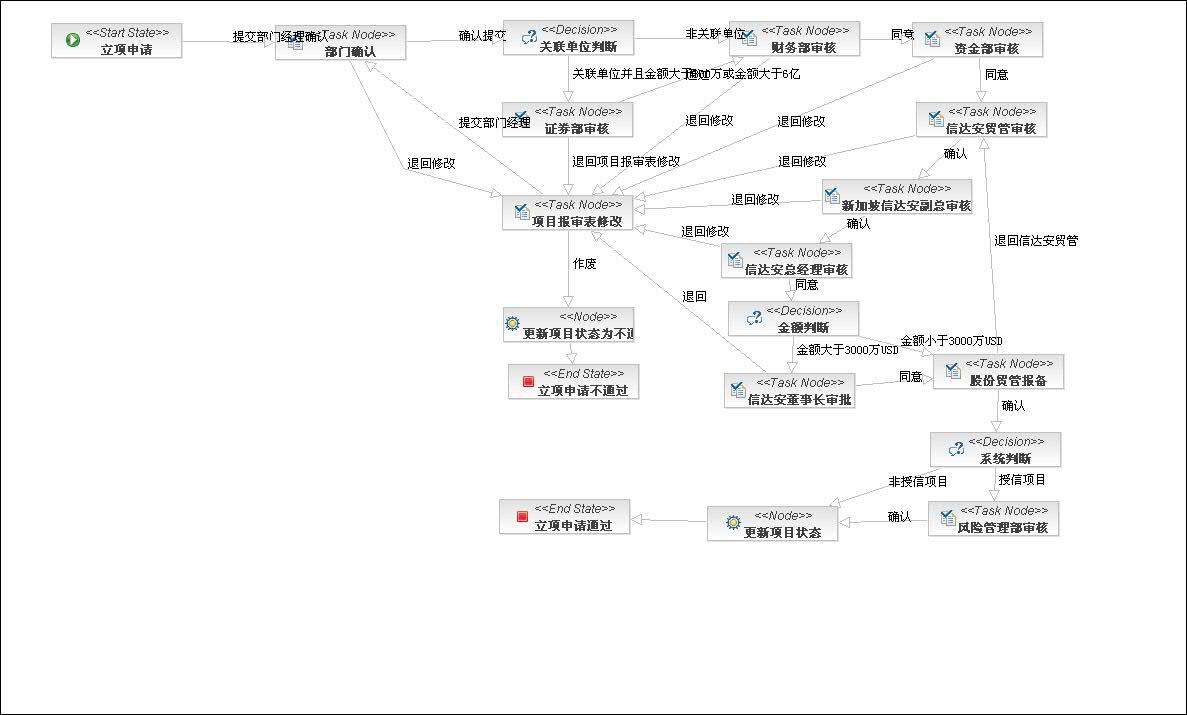 <<Start State>>
立项申请
提交部门经理确认
<<Task Node>>
部门确认
确认提交
<<Decision>>
关联单位判断
非关联单位
<<Task Node>>
财务部审核
同意
<<Task Node>>
资金部审核
关联单位并且金额大于3000万或金额大于6亿
同意
<<Task Node>>
证券部审核
<<Task Node>>
信达安贸管审核
提交部门经理
退回修改
退回修改
退回修改
退回项目报审表修改
退回修改
确认
<<Task Node>>
新加坡信达安副总审核
退回修改
<<Task Node>>
项目报审表修改
退回修改
确认
退回信达安贸管
<<Task Node>>
信达安总经理审核
作废
同意
退回
<<Node>>
更新项目状态为不通
<<Decision>>
金额判断
金额大于3000万USD
金额小于3000万USD
<<End State>>
立项申请不通过
<<Task Node>>
信达安董事长审批
同意
<<Task Node>>
股份贸管报备
确认
<<Decision>>
系统判断
非授信项目
授信项目
<<End State>>
立项申请通过
<<Node>>
更新项目状态
确认
<<Task Node>>
风险管理部审核